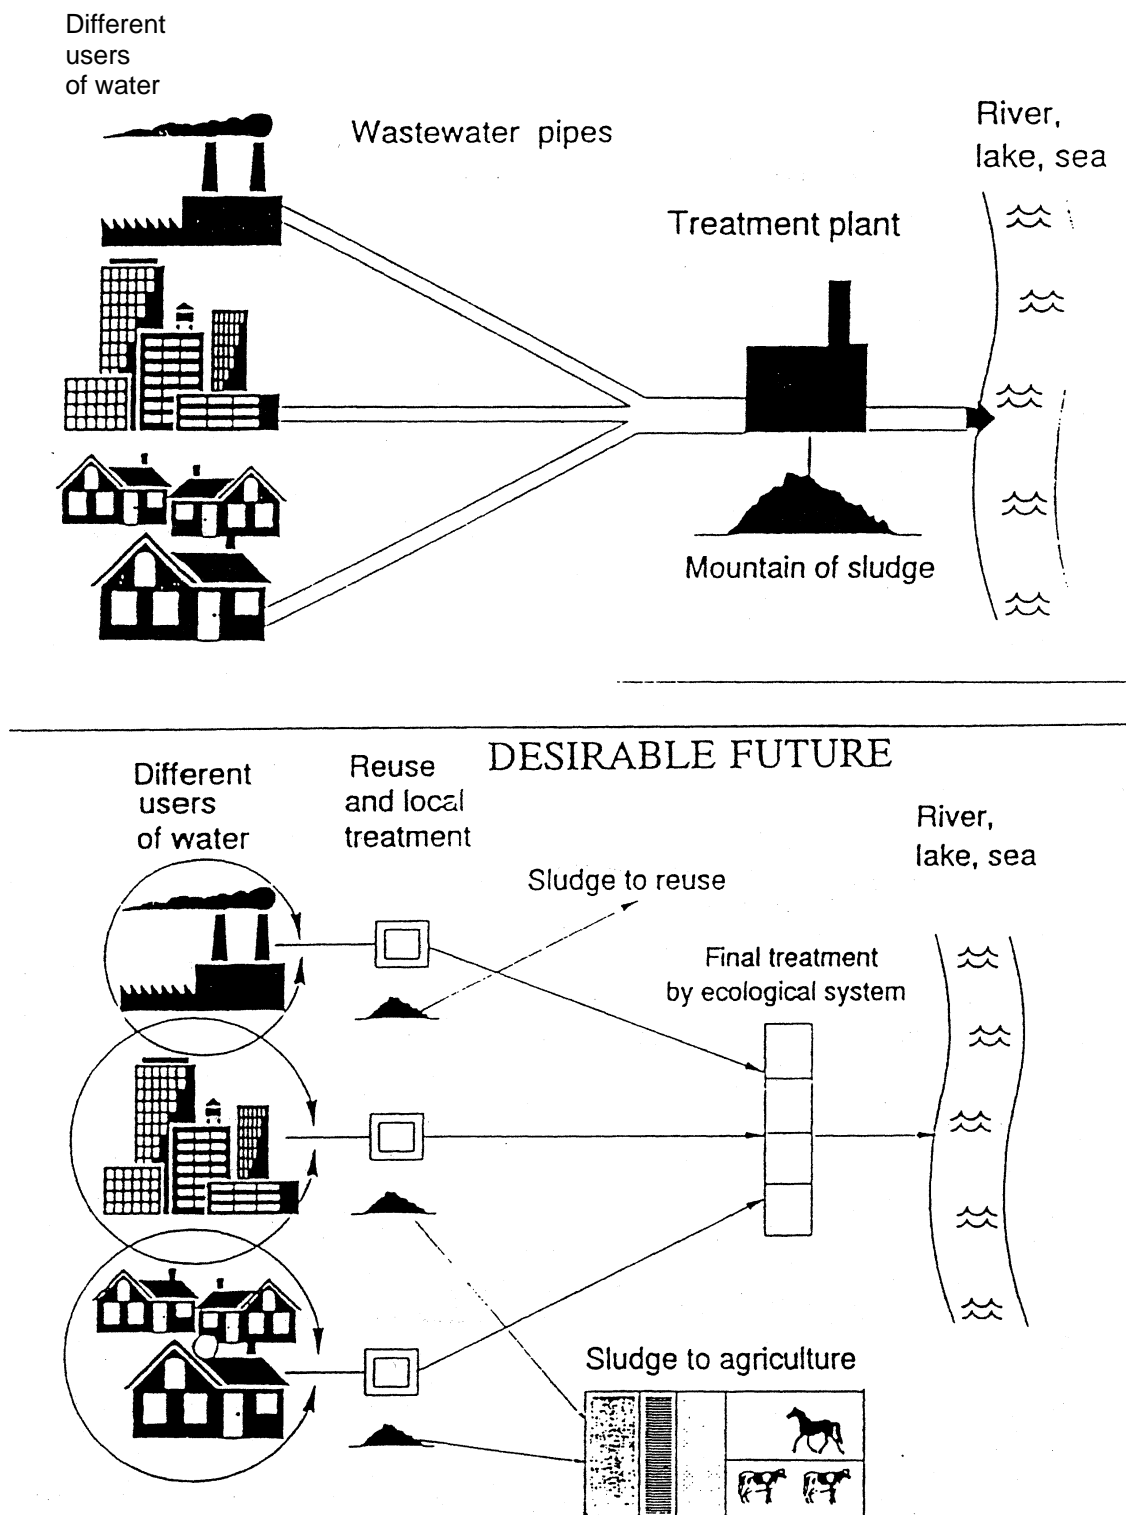 Different
users
of water
Wastewater pipes
River,
lake, sea
Treatment plant
Mountain of sludge
DESIRABLE FUTURE
Different
users
of water
Reuse
and local
treatment
River,
lake, sea
Sludge to reuse
Final treatment
by ecological system
Sludge to agriculture